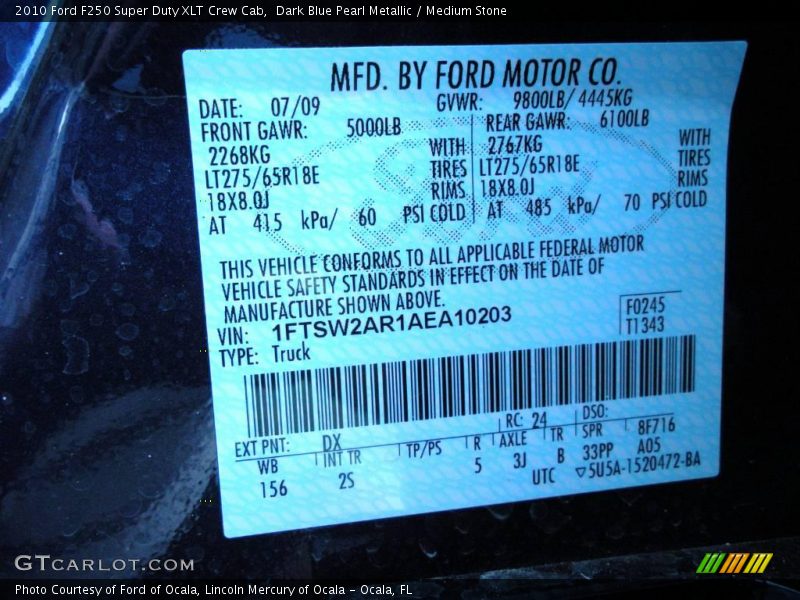 2010 Ford F250 Super Duty XLT Crew Cab, Dark Blue Pearl Metallic / Medium Stone
MFD. BY FORD MOTOR CO.
DATE: 07/09 GVWR: 9800LB/ 4445KG
FRONT GAWR: 5000LB REAR GAWR: 6100LB
2268KG WITH 2767KG WITH
LT275/65R18E TIRES LT275/65R18E TIRES
18X8.0J RIMS 18X8.0J RIMS
AT 415 kPa/ 60 PSI COLD AT 485 kPa/ 70 PSI COLD
THIS VEHICLE CONFORMS TO ALL APPLICABLE FEDERAL MOTOR
VEHICLE SAFETY STANDARDS IN EFFECT ON THE DATE OF
MANUFACTURE SHOWN ABOVE.
VIN: 1FTSW2AR1AEA10203 F0245
TYPE: Truck T1343
EXT PNT: DX RC: 24 DSO:
WB INT TR TP/PS R AXLE TR SPR 8F716
156 2S 5 3J B 33PP A05
UTC ▽5U5A-1520472-BA
GTCARLOT.COM
Photo Courtesy of Ford of Ocala, Lincoln Mercury of Ocala - Ocala, FL